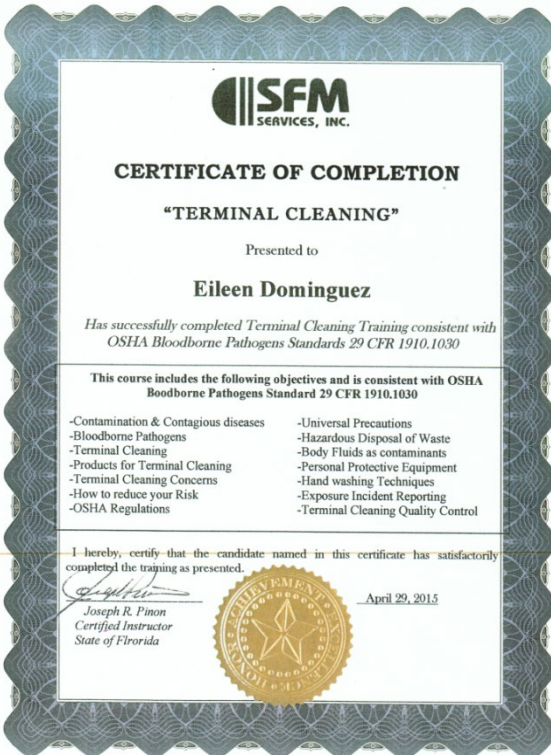 SFM
SERVICES, INC.
CERTIFICATE OF COMPLETION
“TERMINAL CLEANING”
Presented to
Eileen Dominguez
Has successfully completed Terminal Cleaning Training consistent with
OSHA Bloodborne Pathogens Standards 29 CFR 1910.1030
This course includes the following objectives and is consistent with OSHA
Boodborne Pathogens Standard 29 CFR 1910.1030
-Contamination & Contagious diseases
-Bloodborne Pathogens
-Terminal Cleaning
-Products for Terminal Cleaning
-Terminal Cleaning Concerns
-How to reduce your Risk
-OSHA Regulations
-Universal Precautions
-Hazardous Disposal of Waste
-Body Fluids as contaminants
-Personal Protective Equipment
-Hand washing Techniques
-Exposure Incident Reporting
-Terminal Cleaning Quality Control
I hereby, certify that the candidate named in this certificate has satisfactorily
completed the training as presented.
Joseph R. Pinon
Certified Instructor
State of Flrorida
April 29, 2015
ACHIEVEMENT EXCELLENCE HONOR